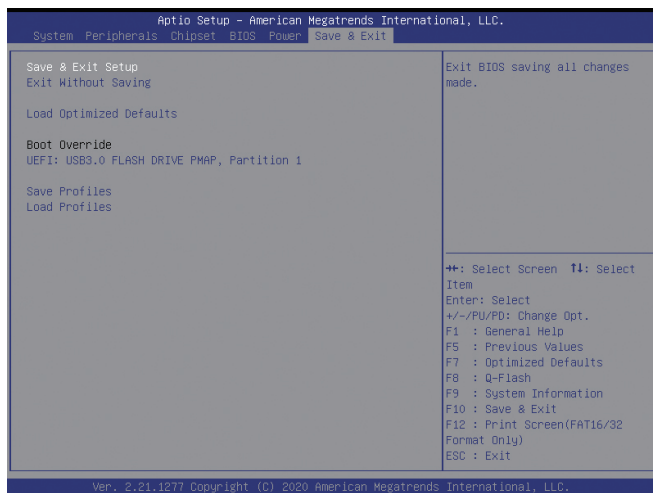 Aptio Setup – American Megatrends International, LLC.
System Peripherals Chipset BIOS Power Save & Exit
Save & Exit Setup
Exit Without Saving
Load Optimized Defaults
Boot Override
UEFI: USB3.0 FLASH DRIVE PMAP, Partition 1
Save Profiles
Load Profiles
Exit BIOS saving all changes
made.
→←: Select Screen ↑↓: Select
Item
Enter: Select
+/-/PU/PD: Change Opt.
F1 : General Help
F5 : Previous Values
F7 : Optimized Defaults
F8 : Q-Flash
F9 : System Information
F10 : Save & Exit
F12 : Print Screen(FAT16/32
Format Only)
ESC : Exit
Ver. 2.21.1277 Copyright (C) 2020 American Megatrends International, LLC.